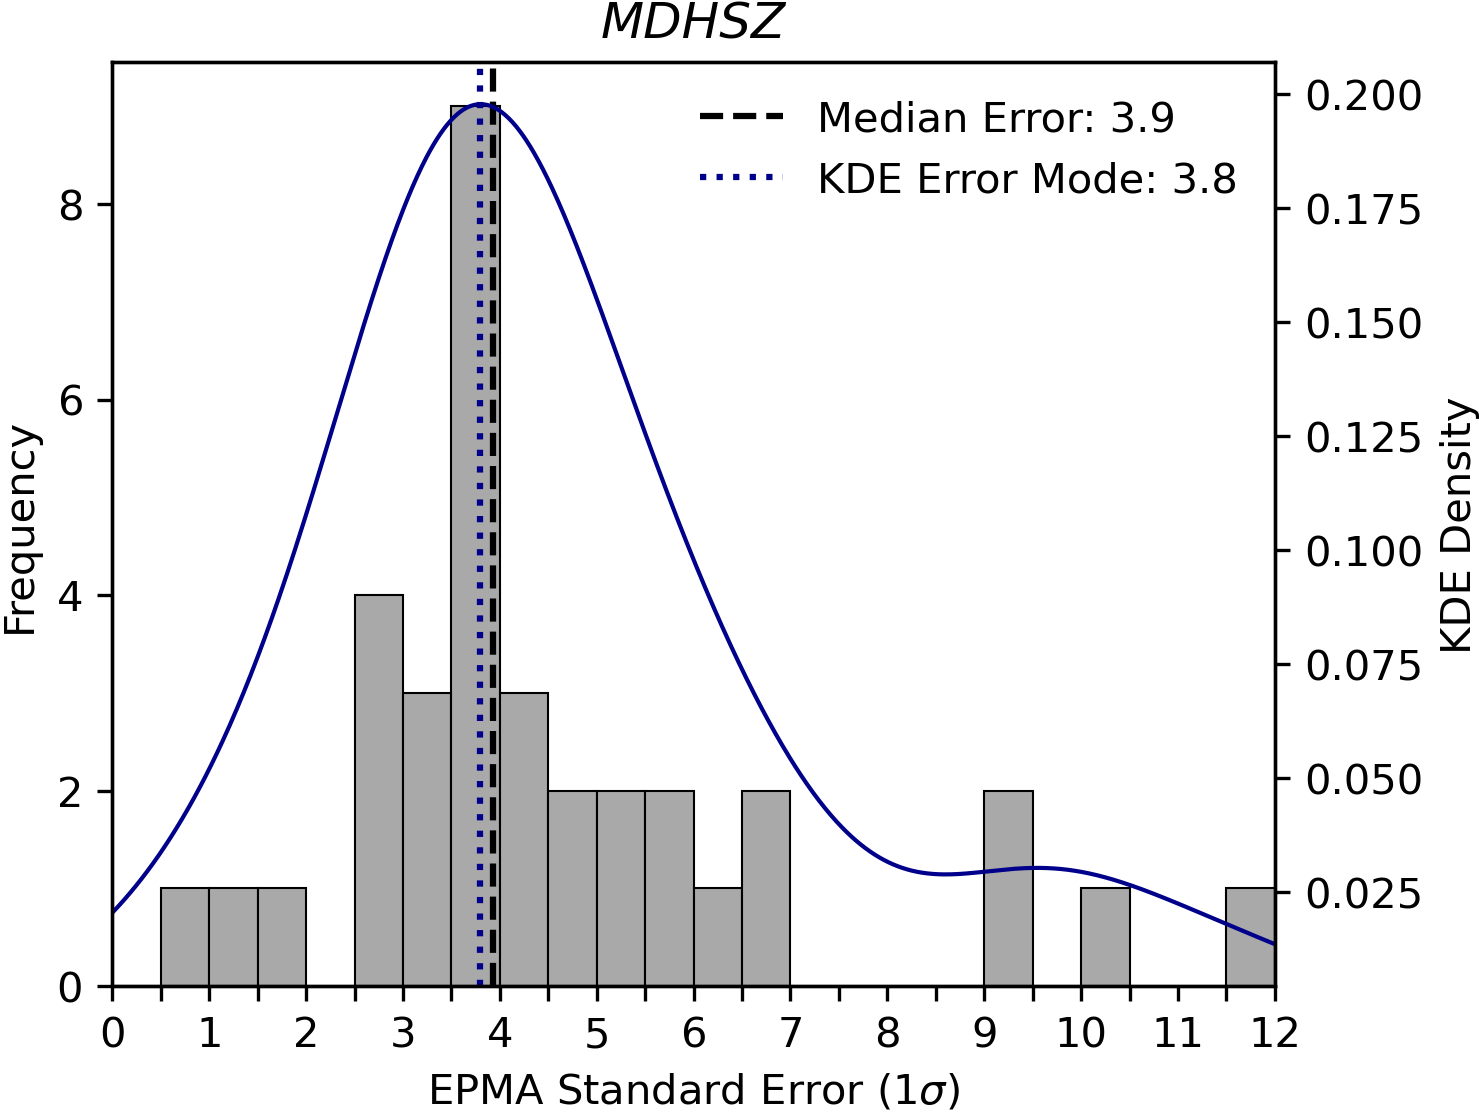 MDHSZ
Median Error: 3.9
KDE Error Mode: 3.8
Frequency
8
6
4
2
0
0.200
0.175
0.150
0.125
0.100
0.075
0.050
0.025
KDE Density
0 1 2 3 4 5 6 7 8 9 10 11 12
EPMA Standard Error (1σ)